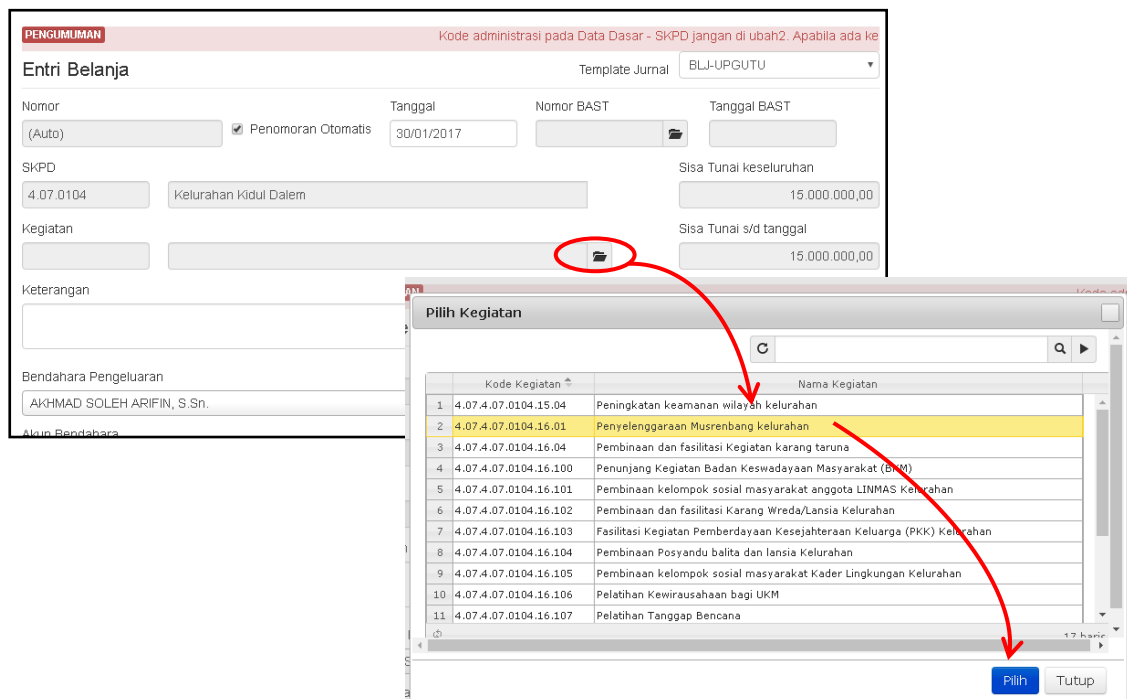 PENGUMUMAN
Kode administrasi pada Data Dasar - SKPD jangan di ubah2. Apabila ada ke
Entri Belanja
Template Jurnal
BLJ-UPGUTU
Nomor
Tanggal
Nomor BAST
Tanggal BAST
(Auto)
Penomoran Otomatis
30/01/2017
SKPD
Sisa Tunai keseluruhan
4.07.0104
Kelurahan Kidul Dalem
15.000.000,00
Kegiatan
Sisa Tunai s/d tanggal
15.000.000,00
Keterangan
Bendahara Pengeluaran
AKHMAD SOLEH ARIFIN, S.Sn.
Akun Bendahara
Pilih Kegiatan
Kode Kegiatan Nama Kegiatan
1 4.07.4.07.0104.15.04 Peningkatan keamanan wilayah kelurahan
2 4.07.4.07.0104.16.01 Penyelenggaraan Musrenbang kelurahan
3 4.07.4.07.0104.16.04 Pembinaan dan fasilitasi Kegiatan karang taruna
4 4.07.4.07.0104.16.100 Penunjang Kegiatan Badan Keswadayaan Masyarakat (BKM)
5 4.07.4.07.0104.16.101 Pembinaan kelompok sosial masyarakat anggota LINMAS Kelurahan
6 4.07.4.07.0104.16.102 Pembinaan dan fasilitasi Karang Wreda/Lansia Kelurahan
7 4.07.4.07.0104.16.103 Fasilitasi Kegiatan Pemberdayaan Kesejahteraan Keluarga (PKK) Kelurahan
8 4.07.4.07.0104.16.104 Pembinaan Posyandu balita dan lansia Kelurahan
9 4.07.4.07.0104.16.105 Pembinaan kelompok sosial masyarakat Kader Lingkungan Kelurahan
10 4.07.4.07.0104.16.106 Pelatihan Kewirausahaan bagi UKM
11 4.07.4.07.0104.16.107 Pelatihan Tanggap Bencana
17 baris
Pilih
Tutup